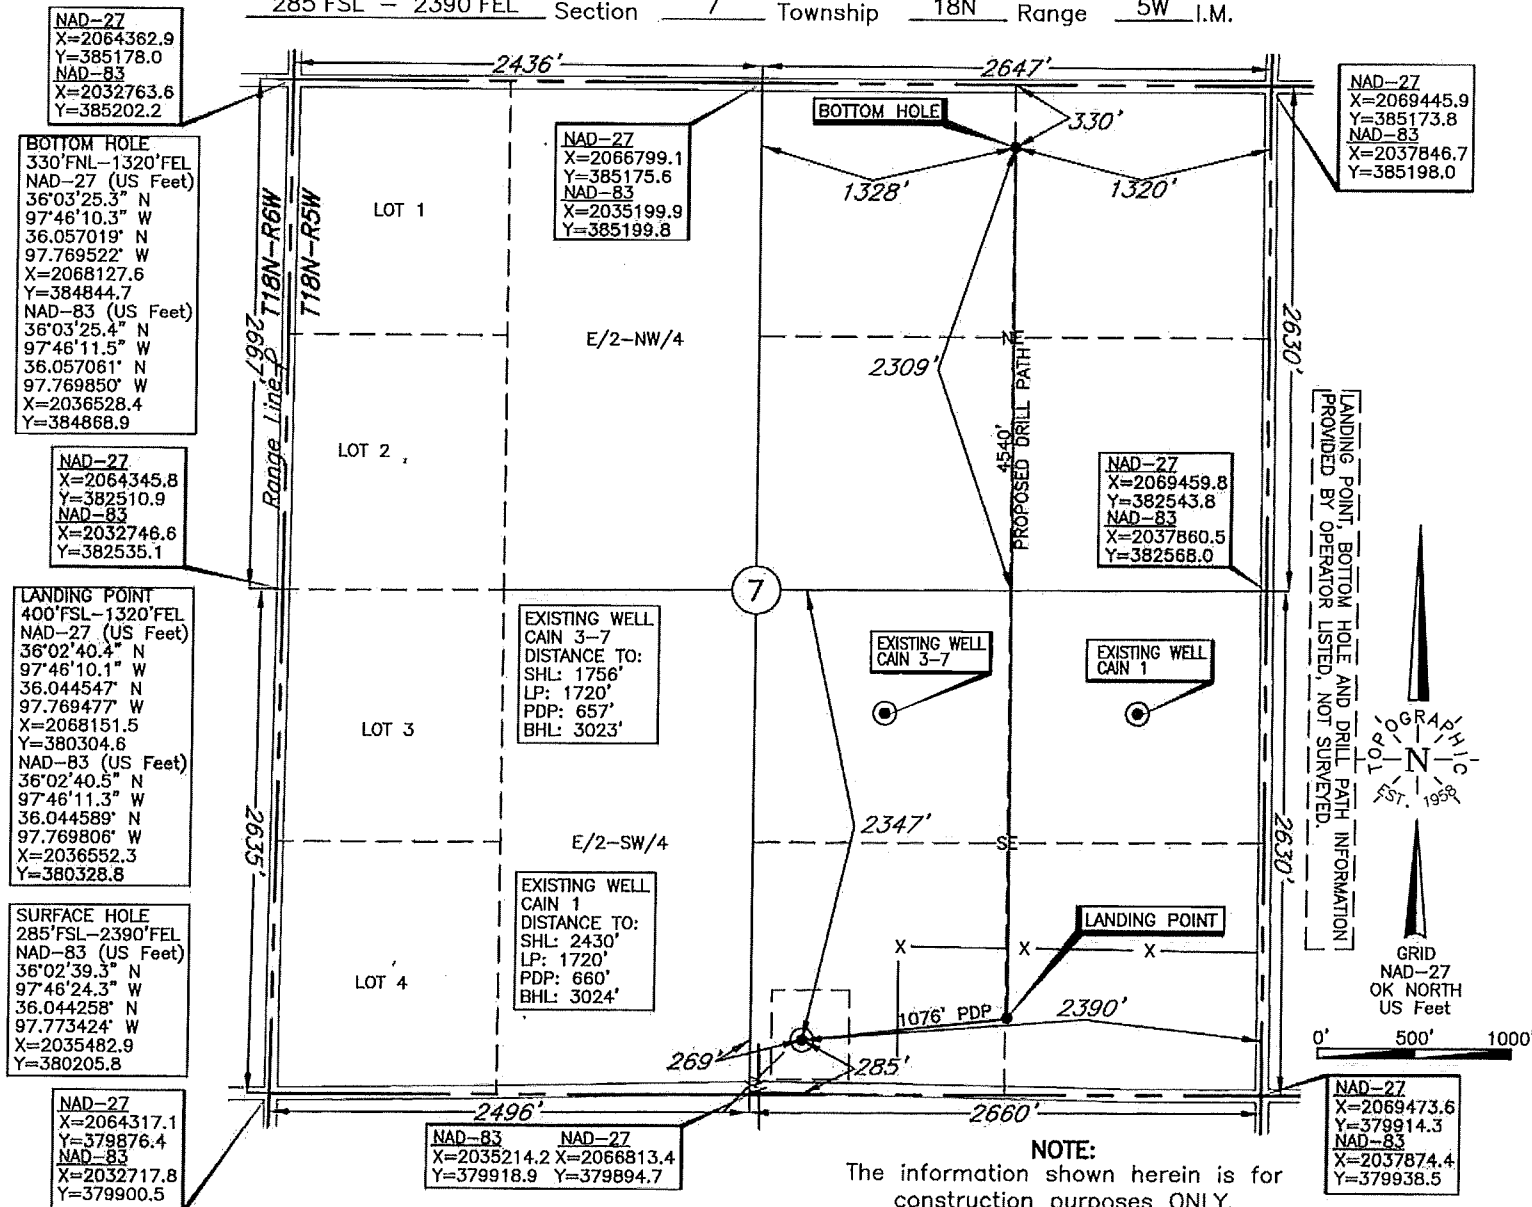 285'FSL - 2390'FEL Section 7 Township 18N Range 5W I.M.
NAD-27
X=2064362.9
Y=385178.0
NAD-83
X=2032763.6
Y=385202.2
2436'
2647'
NAD-27
X=2069445.9
Y=385173.8
NAD-83
X=2037846.7
Y=385198.0
BOTTOM HOLE
330'
NAD-27
X=2066799.1
Y=385175.6
NAD-83
X=2035199.9
Y=385199.8
1328'
1320'
BOTTOM HOLE
330'FNL-1320'FEL
NAD-27 (US Feet)
36°03'25.3" N
97°46'10.3" W
36.057019° N
97.769522° W
X=2068127.6
Y=384844.7
NAD-83 (US Feet)
36°03'25.4" N
97°46'11.5" W
36.057061° N
97.769850° W
X=2036528.4
Y=384868.9
T18N-R6W
T18N-R5W
LOT 1
2667'
Range Line
E/2-NW/4
NE
2309'
2630'
PROPOSED DRILL PATH
4540'
LOT 2
NAD-27
X=2064345.8
Y=382510.9
NAD-83
X=2032746.6
Y=382535.1
NAD-27
X=2069459.8
Y=382543.8
NAD-83
X=2037860.5
Y=382568.0
LANDING POINT, BOTTOM HOLE AND DRILL PATH INFORMATION
PROVIDED BY OPERATOR LISTED, NOT SURVEYED.
7
LANDING POINT
400'FSL-1320'FEL
NAD-27 (US Feet)
36°02'40.4" N
97°46'10.1" W
36.044547° N
97.769477° W
X=2068151.5
Y=380304.6
NAD-83 (US Feet)
36°02'40.5" N
97°46'11.3" W
36.044589° N
97.769806° W
X=2036552.3
Y=380328.8
EXISTING WELL
CAIN 3-7
DISTANCE TO:
SHL: 1756'
LP: 1720'
PDP: 657'
BHL: 3023'
EXISTING WELL
CAIN 3-7
EXISTING WELL
CAIN 1
LOT 3
2635'
2347'
E/2-SW/4
SE
2630'
TOPOGRAPHIC
N
EST. 1958
EXISTING WELL
CAIN 1
DISTANCE TO:
SHL: 2430'
LP: 1720'
PDP: 660'
BHL: 3024'
LANDING POINT
X
X
X
SURFACE HOLE
285'FSL-2390'FEL
NAD-83 (US Feet)
36°02'39.3" N
97°46'24.3" W
36.044258° N
97.773424° W
X=2035482.9
Y=380205.8
LOT 4
1076' PDP
2390'
269'
285'
GRID
NAD-27
OK NORTH
US Feet
0' 500' 1000'
NAD-27
X=2064317.1
Y=379876.4
NAD-83
X=2032717.8
Y=379900.5
2496'
2660'
NAD-83 NAD-27
X=2035214.2 X=2066813.4
Y=379918.9 Y=379894.7
NAD-27
X=2069473.6
Y=379914.3
NAD-83
X=2037874.4
Y=379938.5
NOTE:
The information shown herein is for
construction purposes ONLY.